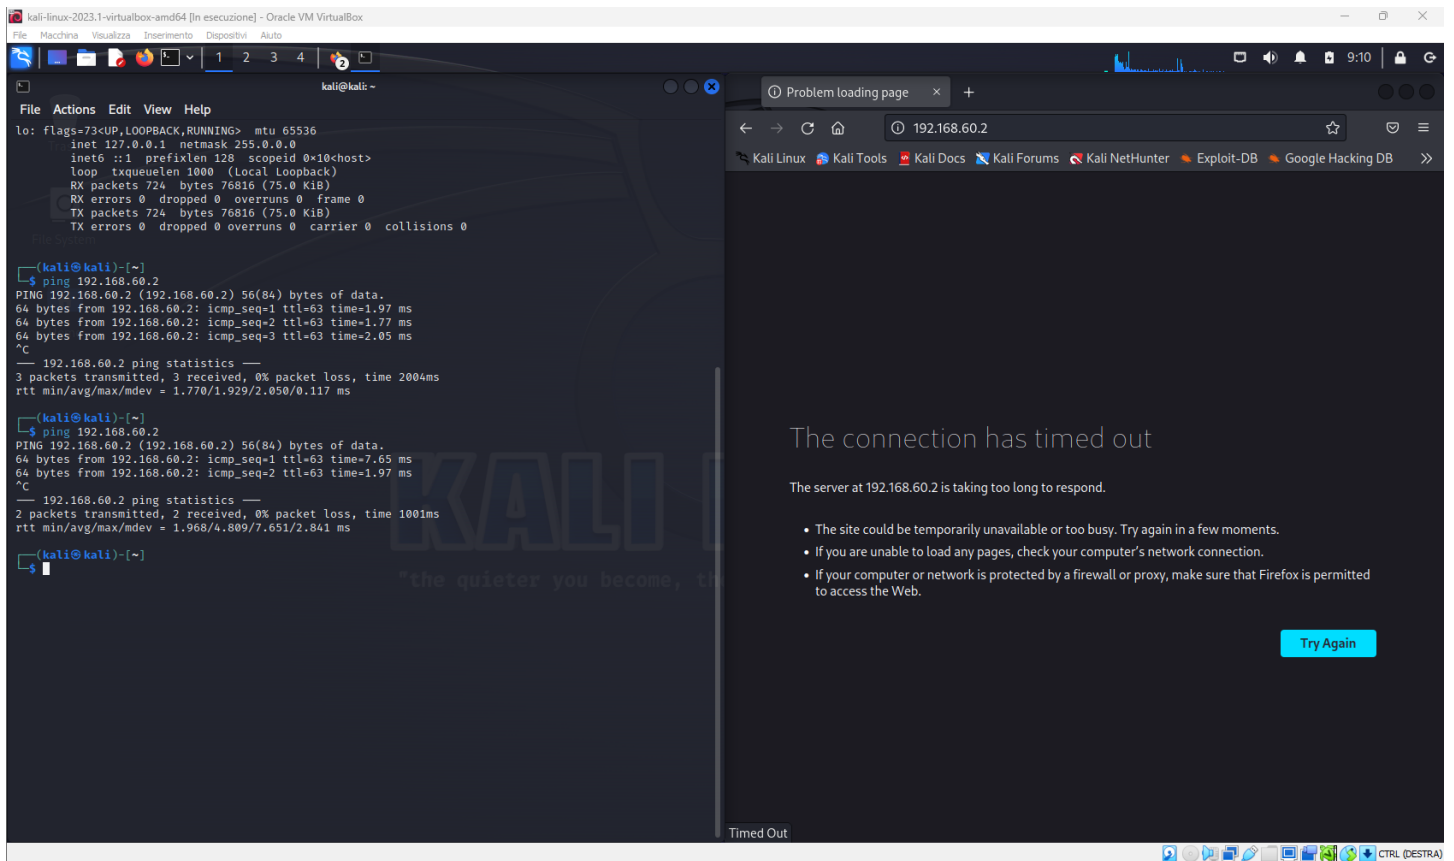 kali-linux-2023.1-virtualbox-amd64 [In esecuzione] - Oracle VM VirtualBox
File Macchina Visualizza Inserimento Dispositivi Aiuto
1 2 3 4 2 9:10
kali@kali: ~
File Actions Edit View Help
lo: flags=73<UP,LOOPBACK,RUNNING> mtu 65536
inet 127.0.0.1 netmask 255.0.0.0
inet6 ::1 prefixlen 128 scopeid 0×10<host>
loop txqueuelen 1000 (Local Loopback)
RX packets 724 bytes 76816 (75.0 KiB)
RX errors 0 dropped 0 overruns 0 frame 0
TX packets 724 bytes 76816 (75.0 KiB)
TX errors 0 dropped 0 overruns 0 carrier 0 collisions 0
File System
┌──(kali㉿kali)-[~]
└─$ ping 192.168.60.2
PING 192.168.60.2 (192.168.60.2) 56(84) bytes of data.
64 bytes from 192.168.60.2: icmp_seq=1 ttl=63 time=1.97 ms
64 bytes from 192.168.60.2: icmp_seq=2 ttl=63 time=1.77 ms
64 bytes from 192.168.60.2: icmp_seq=3 ttl=63 time=2.05 ms
^C
--- 192.168.60.2 ping statistics ---
3 packets transmitted, 3 received, 0% packet loss, time 2004ms
rtt min/avg/max/mdev = 1.770/1.929/2.050/0.117 ms
┌──(kali㉿kali)-[~]
└─$ ping 192.168.60.2
PING 192.168.60.2 (192.168.60.2) 56(84) bytes of data.
64 bytes from 192.168.60.2: icmp_seq=1 ttl=63 time=7.65 ms
64 bytes from 192.168.60.2: icmp_seq=2 ttl=63 time=1.97 ms
^C
--- 192.168.60.2 ping statistics ---
2 packets transmitted, 2 received, 0% packet loss, time 1001ms
rtt min/avg/max/mdev = 1.968/4.809/7.651/2.841 ms
┌──(kali㉿kali)-[~]
└─$
KALI
"the quieter you become, th
Problem loading page
192.168.60.2
Kali Linux Kali Tools Kali Docs Kali Forums Kali NetHunter Exploit-DB Google Hacking DB
The connection has timed out
The server at 192.168.60.2 is taking too long to respond.
• The site could be temporarily unavailable or too busy. Try again in a few moments.
• If you are unable to load any pages, check your computer's network connection.
• If your computer or network is protected by a firewall or proxy, make sure that Firefox is permitted
to access the Web.
Try Again
Timed Out
CTRL (DESTRA)